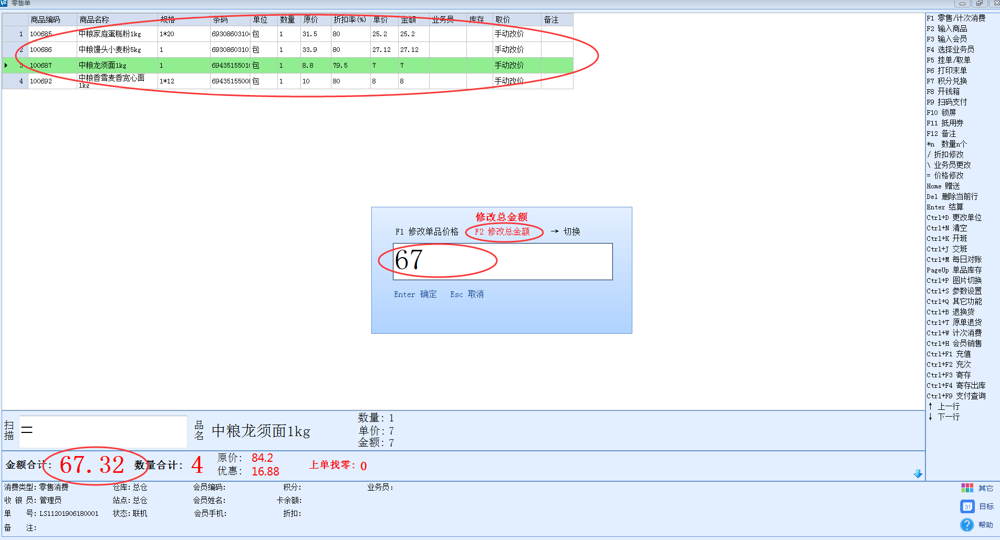 零售单
商品编码 商品名称 规格 条码 单位 数量 原价 折扣率(%) 单价 金额 业务员 库存 取价 备注
1 100685 中粮家庭蛋糕粉1kg 1*20 6930860310 包 1 31.5 80 25.2 25.2 手动改价
2 100686 中粮馒头小麦粉5kg 1 6930860310 包 1 33.9 80 27.12 27.12 手动改价
3 100687 中粮龙须面1kg 1 694351550 包 1 8.8 79.5 7 7 手动改价
4 100692 中粮香雪麦香宽心面1kg 1*12 694351550 包 1 10 80 8 8 手动改价
修改总金额
F1 修改单品价格 F2 修改总金额 → 切换
67
Enter 确定 Esc 取消
扫描 = 品名 中粮龙须面1kg
数量: 1
单价: 7
金额: 7
金额合计: 67.32 数量合计: 4
原价: 84.2
优惠: 16.88
上单找零: 0
消费类型: 零售消费 仓库: 总仓 会员编码: 积分: 业务员:
收银员: 管理员 站点: 总仓 会员姓名: 卡余额:
单号: LS11201906180001 状态: 联机 会员手机: 折扣:
备注:
F1 零售/计次消费
F2 输入商品
F3 输入会员
F4 选择业务员
F5 挂单/取单
F6 打印末单
F7 积分兑换
F8 开钱箱
F9 扫码支付
F10 锁屏
F11 抵用券
F12 备注
*n 数量n个
/ 折扣修改
\ 业务员更改
= 价格修改
Home 赠送
Del 删除当前行
Enter 结算
Ctrl+D 更改单位
Ctrl+N 清空
Ctrl+K 开班
Ctrl+J 交班
Ctrl+M 每日对账
PageUp 单品库存
Ctrl+P 图片切换
Ctrl+S 参数设置
Ctrl+Q 其它功能
Ctrl+B 退换货
Ctrl+T 原单退货
Ctrl+W 计次消费
Ctrl+H 会员销售
Ctrl+F1 充值
Ctrl+F2 充次
Ctrl+F3 寄存
Ctrl+F4 寄存出库
Ctrl+F9 支付查询
↑ 上一行
↓ 下一行
其它
31 目标
? 帮助